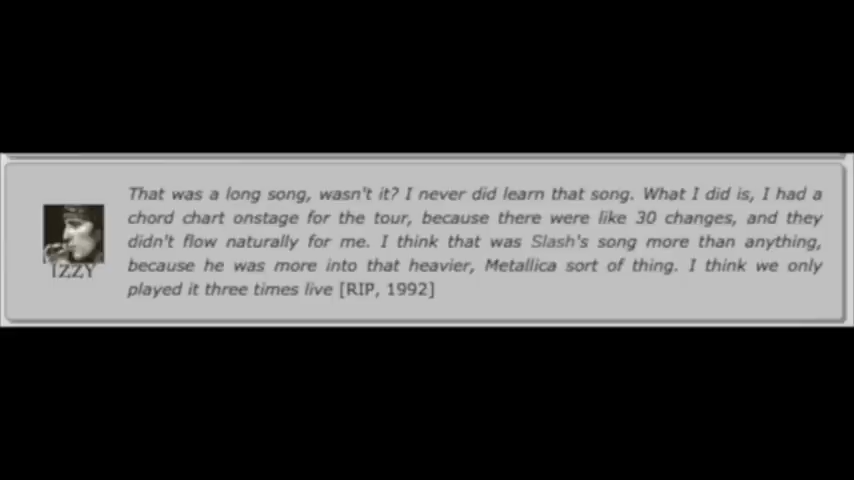 That was a long song, wasn't it? I never did learn that song. What I did is, I had a
chord chart onstage for the tour, because there were like 30 changes, and they
didn't flow naturally for me. I think that was Slash's song more than anything,
because he was more into that heavier, Metallica sort of thing. I think we only
played it three times live [RIP, 1992]
IZZY